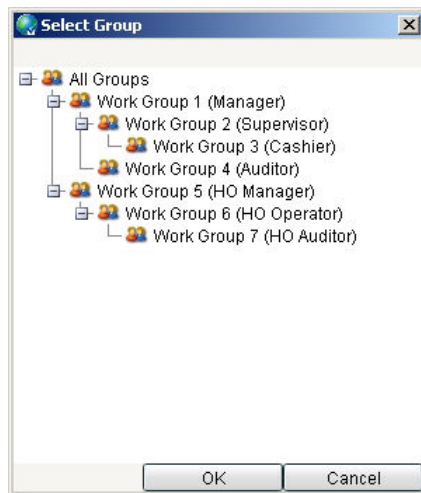 Select Group
All Groups
Work Group 1 (Manager)
Work Group 2 (Supervisor)
Work Group 3 (Cashier)
Work Group 4 (Auditor)
Work Group 5 (HO Manager)
Work Group 6 (HO Operator)
Work Group 7 (HO Auditor)
OK Cancel